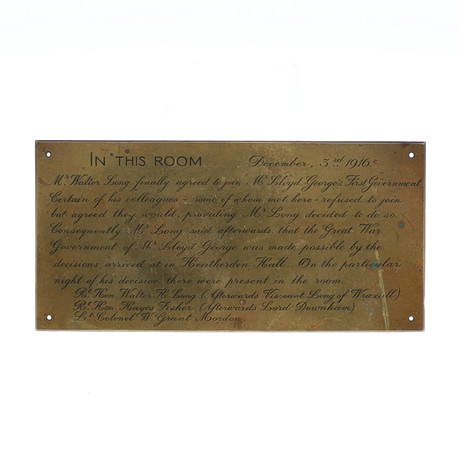 IN THIS ROOM December, 3rd 1916.
Mr Walter Long finally agreed to join Mr Lloyd George's First Government.
Certain of his colleagues - some of whom met here - refused to join
but agreed they would, providing Mr Long decided to do so.
Consequently Mr Long said afterwards that the Great War
Government of Mr Lloyd George was made possible by the
decisions arrived at in Heatherden Hall. On the particular
night of his decision there were present in the room.
Rt Hon Walter H. Long (Afterwards Viscount Long of Wraxall)
Rt Hon Hayes Fisher (Afterwards Lord Downham)
Lt Colonel W. Grant Morden